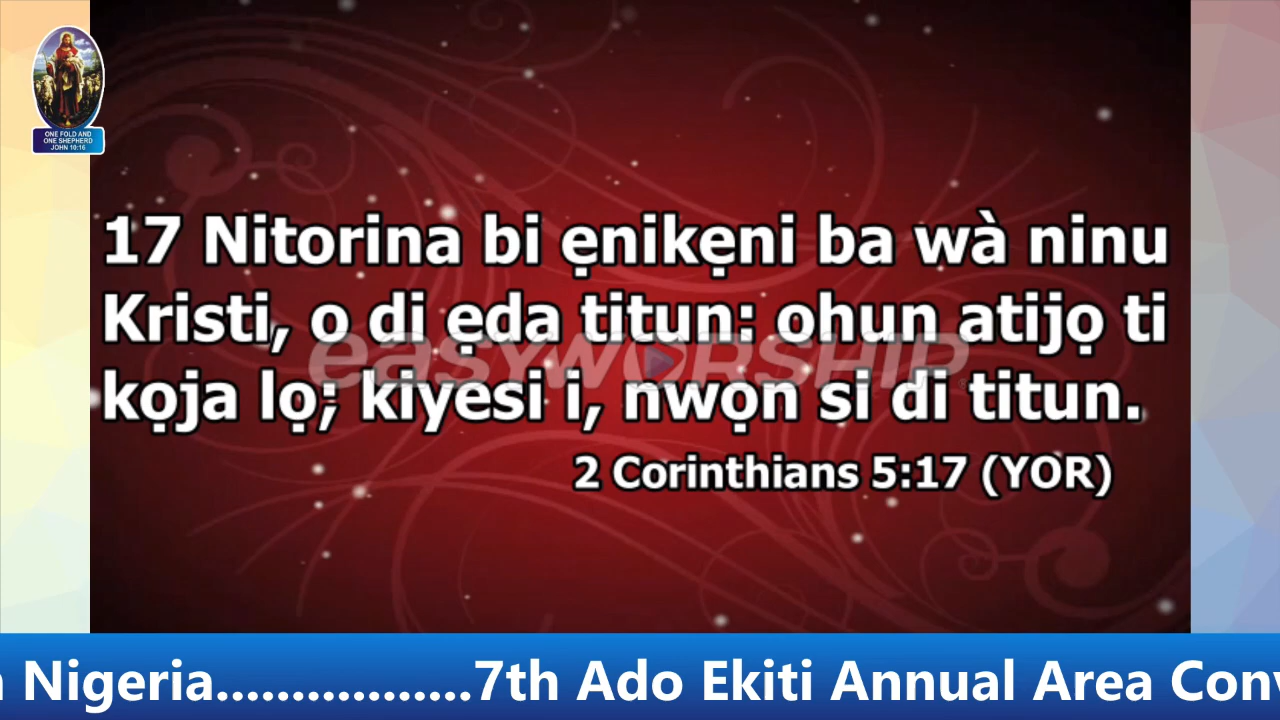 ONE FOLD AND
ONE SHEPHERD
JOHN 10:16
17 Nitorina bi ẹnikẹni ba wà ninu
Kristi, o di ẹda titun: ohun atijọ ti
kọja lọ; kiyesi i, nwọn si di titun.
easyworship
2 Corinthians 5:17 (YOR)
Nigeria.................7th Ado Ekiti Annual Area